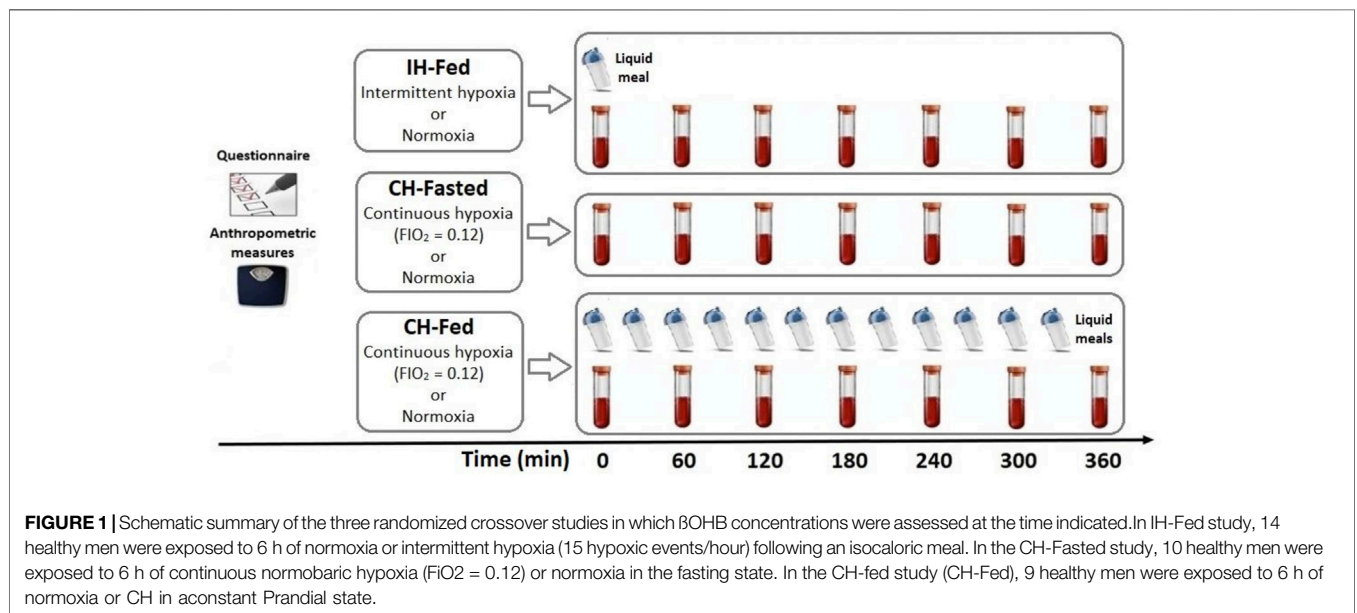 IH-Fed
Intermittent hypoxia
or
Normoxia
Liquid
meal
Questionnaire
Anthropometric
measures
CH-Fasted
Continuous hypoxia
(FIO₂ = 0.12)
or
Normoxia
CH-Fed
Continuous hypoxia
(FIO₂ = 0.12)
or
Normoxia
Liquid
meals
Time (min) 0 60 120 180 240 300 360
FIGURE 1 | Schematic summary of the three randomized crossover studies in which ßOHB concentrations were assessed at the time indicated.In IH-Fed study, 14
healthy men were exposed to 6 h of normoxia or intermittent hypoxia (15 hypoxic events/hour) following an isocaloric meal. In the CH-Fasted study, 10 healthy men were
exposed to 6 h of continuous normobaric hypoxia (FiO2 = 0.12) or normoxia in the fasting state. In the CH-fed study (CH-Fed), 9 healthy men were exposed to 6 h of
normoxia or CH in aconstant Prandial state.